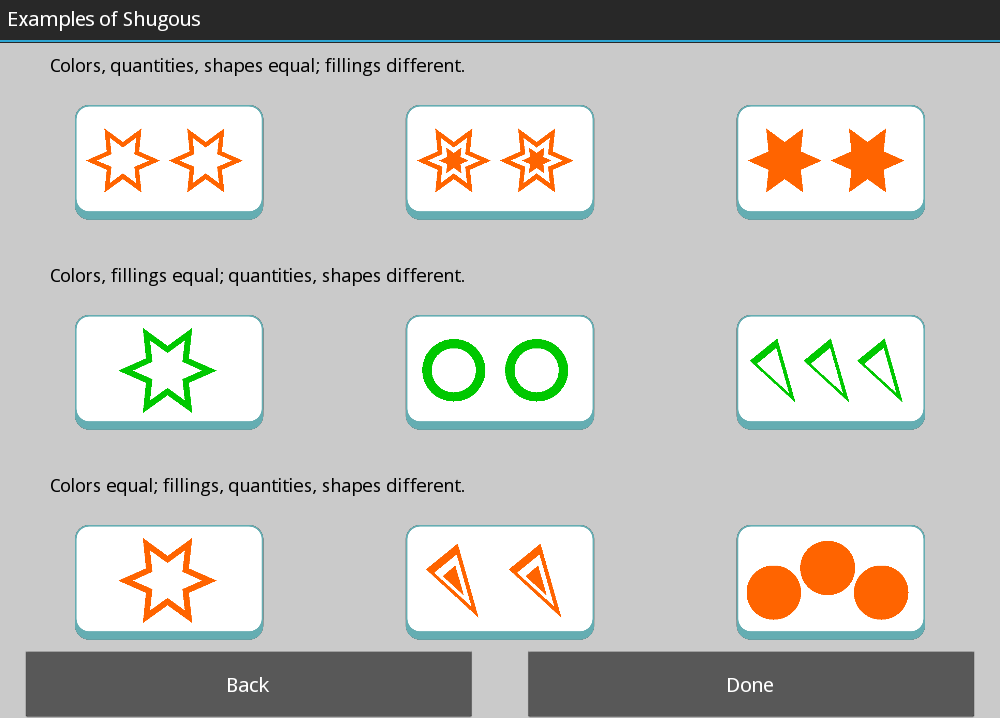 Examples of Shugous
Colors, quantities, shapes equal; fillings different.
Colors, fillings equal; quantities, shapes different.
Colors equal; fillings, quantities, shapes different.
Back
Done